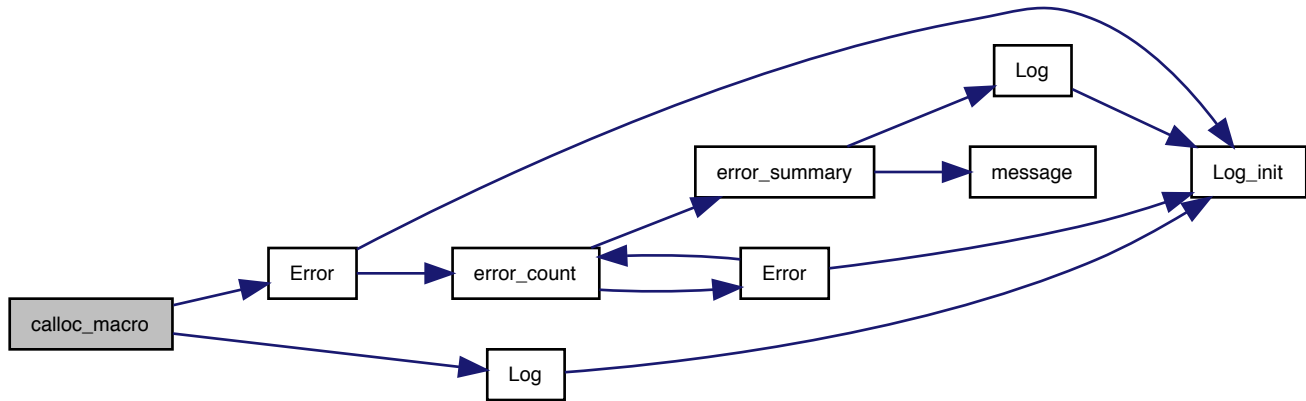 Log
error_summary
message
Log_init
Error
error_count
Error
calloc_macro
Log